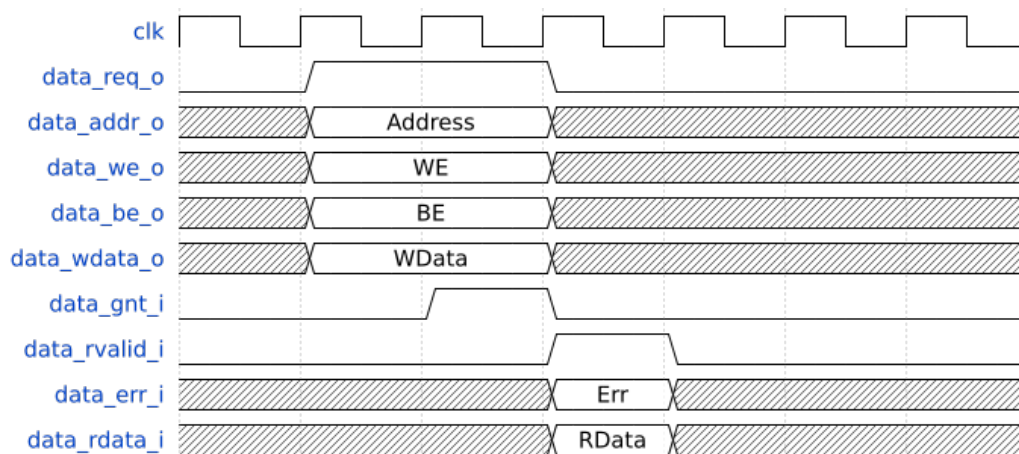 clk
data_req_o
data_addr_o Address
data_we_o WE
data_be_o BE
data_wdata_o WData
data_gnt_i
data_rvalid_i
data_err_i Err
data_rdata_i RData